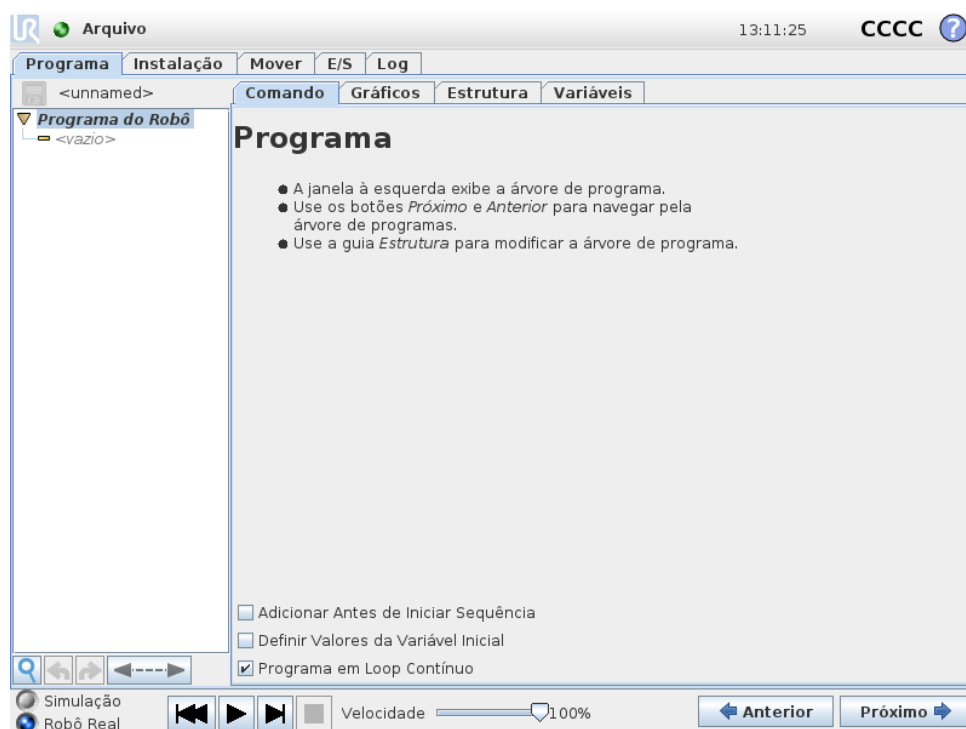 UR Arquivo 13:11:25 CCCC ?
Programa Instalação Mover E/S Log
<unnamed> Comando Gráficos Estrutura Variáveis
Programa do Robô
<vazio>
Programa
A janela à esquerda exibe a árvore de programa.
Use os botões Próximo e Anterior para navegar pela
árvore de programas.
Use a guia Estrutura para modificar a árvore de programa.
Adicionar Antes de Iniciar Sequência
Definir Valores da Variável Inicial
Programa em Loop Contínuo
Simulação
Robô Real
Velocidade 100%
Anterior Próximo